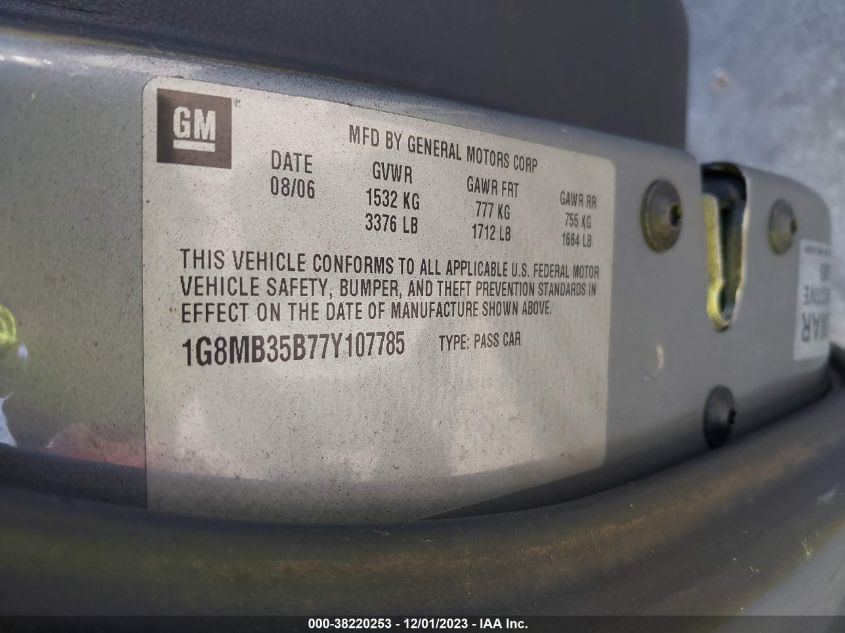 GM
MFD BY GENERAL MOTORS CORP
DATE GVWR GAWR FRT GAWR RR
08/06 1532 KG 777 KG 755 KG
3376 LB 1712 LB 1664 LB
THIS VEHICLE CONFORMS TO ALL APPLICABLE U.S. FEDERAL MOTOR
VEHICLE SAFETY, BUMPER, AND THEFT PREVENTION STANDARDS IN
EFFECT ON THE DATE OF MANUFACTURE SHOWN ABOVE.
1G8MB35B77Y107785 TYPE: PASS CAR
000-38220253 - 12/01/2023 - IAA Inc.